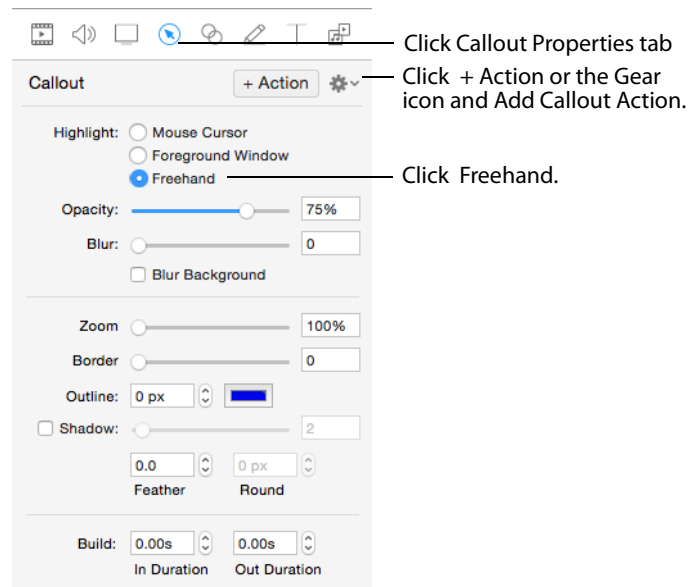 Click Callout Properties tab
Callout
+ Action
Click + Action or the Gear
icon and Add Callout Action.
Highlight:
Mouse Cursor
Foreground Window
Freehand
Click Freehand.
Opacity:
75%
Blur:
0
Blur Background
Zoom
100%
Border
0
Outline:
0 px
Shadow:
2
0.0
0 px
Feather
Round
Build:
0.00s
0.00s
In Duration
Out Duration